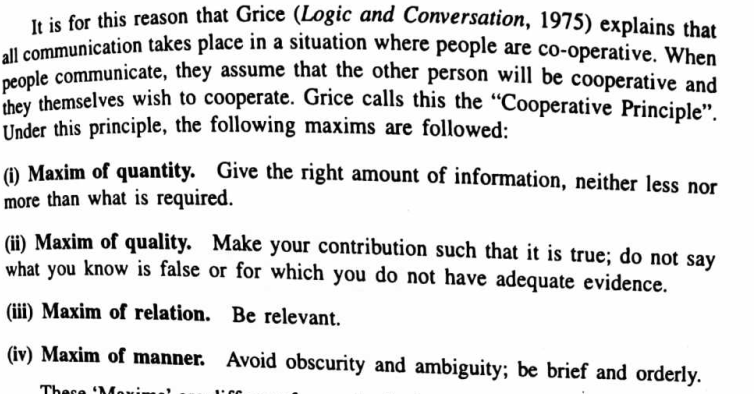 It is for this reason that Grice (Logic and Conversation, 1975) explains that
all communication takes place in a situation where people are co-operative. When
people communicate, they assume that the other person will be cooperative and
they themselves wish to cooperate. Grice calls this the “Cooperative Principle”.
Under this principle, the following maxims are followed:
(i) Maxim of quantity. Give the right amount of information, neither less nor
more than what is required.
(ii) Maxim of quality. Make your contribution such that it is true; do not say
what you know is false or for which you do not have adequate evidence.
(iii) Maxim of relation. Be relevant.
(iv) Maxim of manner. Avoid obscurity and ambiguity; be brief and orderly.
These ‘Maxims’